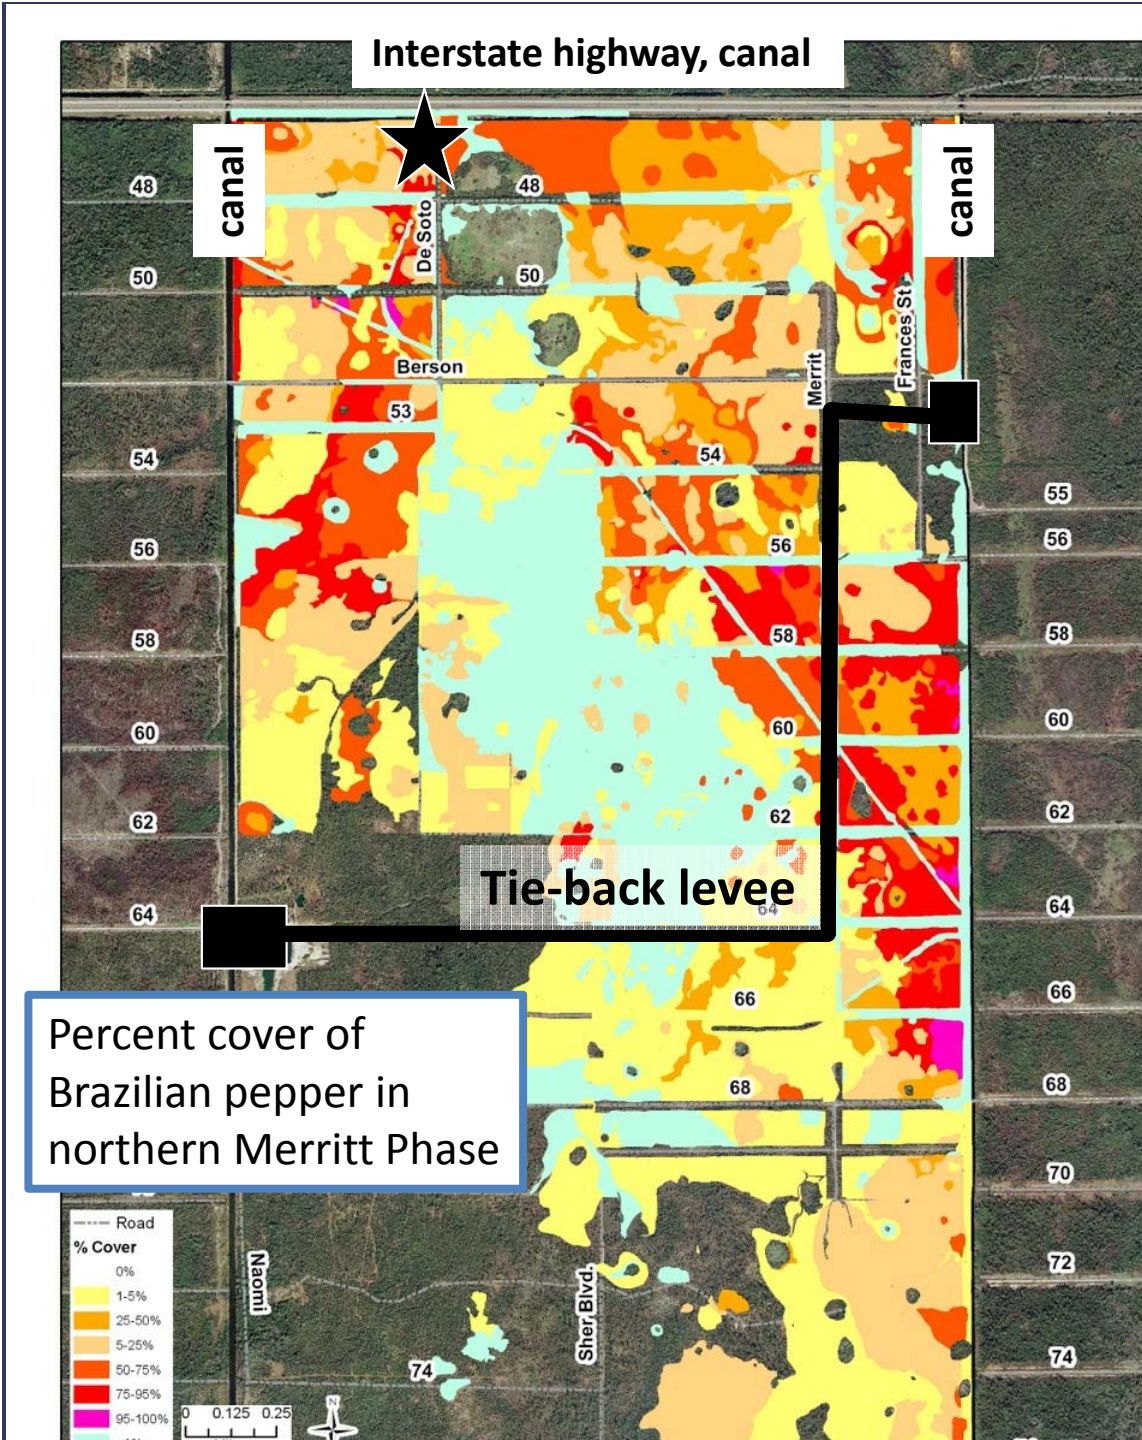 Interstate highway, canal
canal
canal
48
48
De Soto
50
50
Frances St
Merrit
Berson
53
54
54
55
56
56
56
58
58
58
60
60
60
62
62
62
Tie-back levee
64
64
64
66
66
Percent cover of
Brazilian pepper in
northern Merritt Phase
68
68
70
Road
% Cover
0%
1-5%
25-50%
5-25%
50-75%
75-95%
95-100%
Naomi
Sher Blvd.
72
74
74
0 0.125 0.25
N